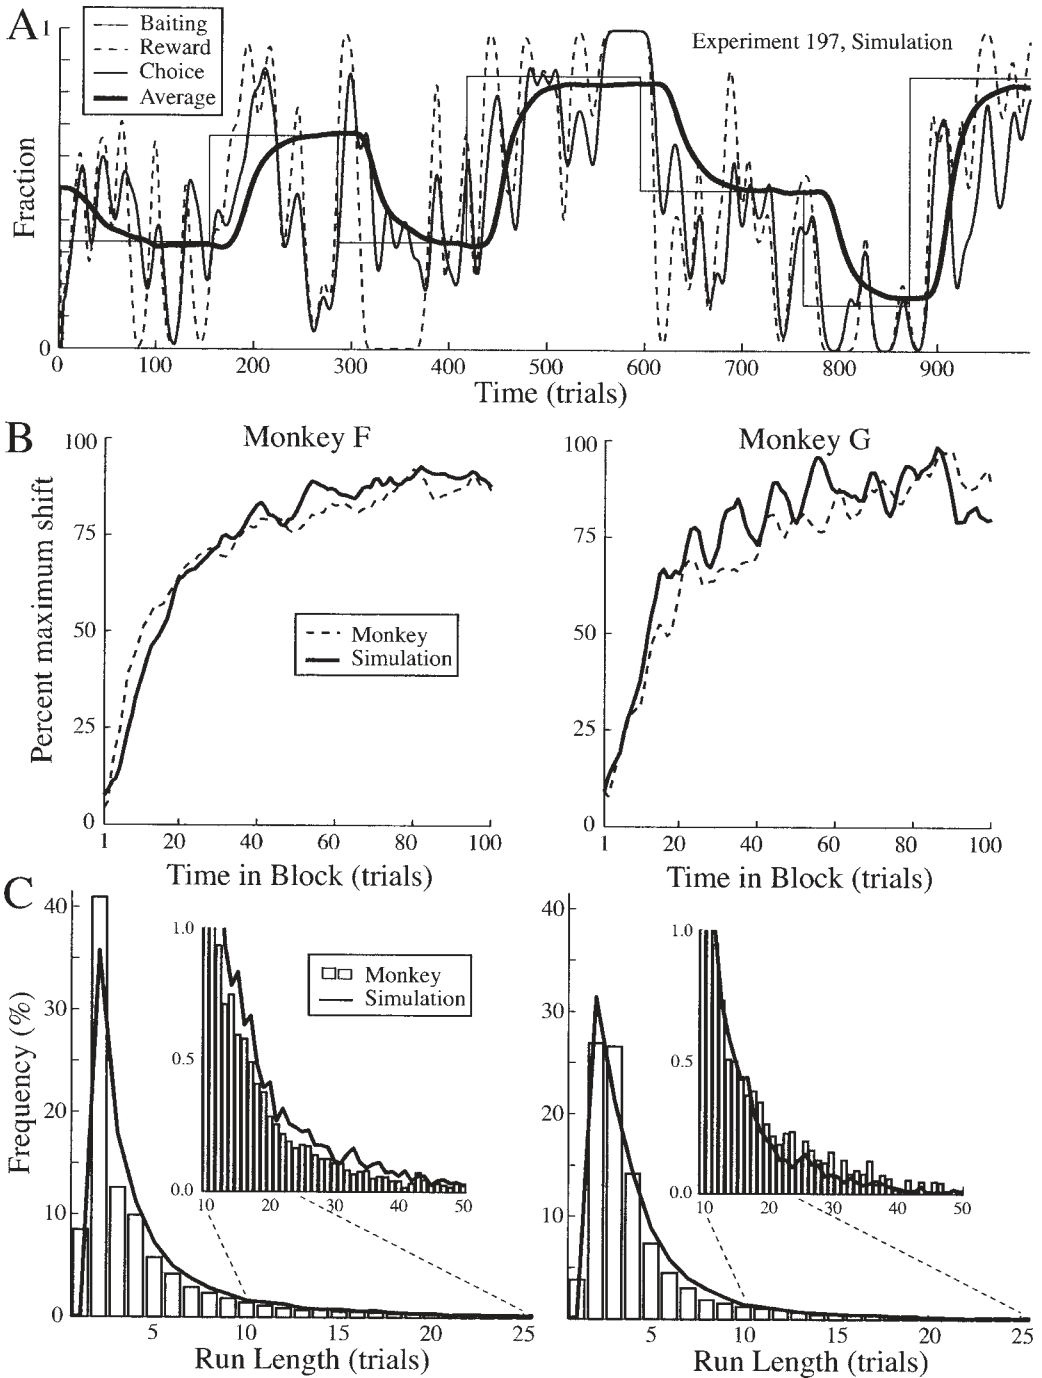 A
1
Baiting
Reward
Choice
Average
Experiment 197, Simulation
Fraction
0
0 100 200 300 400 500 600 700 800 900
Time (trials)
B
Monkey F
Monkey G
100
75
50
25
0
Percent maximum shift
Monkey
Simulation
1 20 40 60 80 100
Time in Block (trials)
100
75
50
25
0
1 20 40 60 80 100
Time in Block (trials)
C
40
30
20
10
0
Frequency (%)
1.0
0.5
0.0
10 20 30 40 50
Monkey
Simulation
5 10 15 20 25
Run Length (trials)
40
30
20
10
1.0
0.5
0.0
10 20 30 40 50
5 10 15 20 25
Run Length (trials)